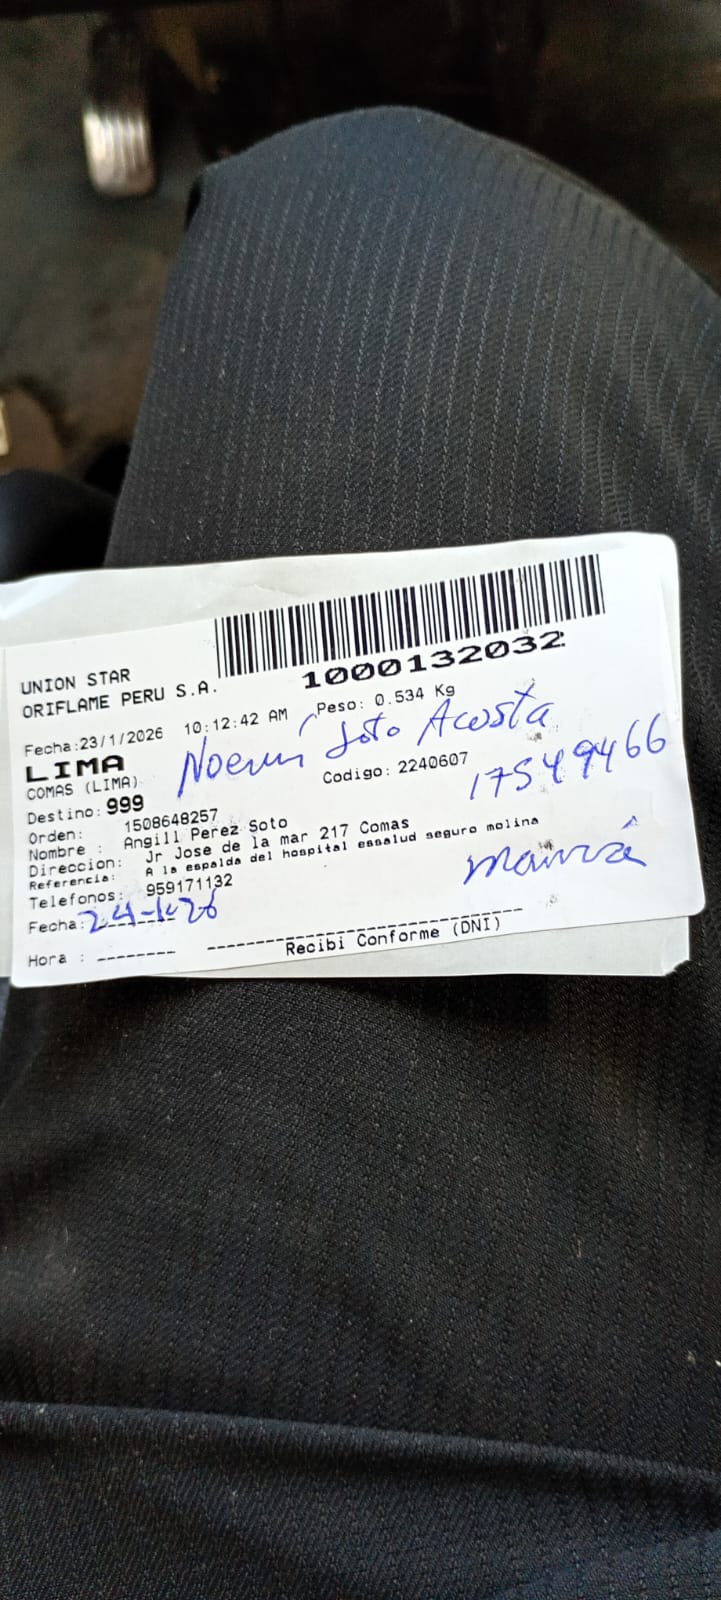 1000132032
UNION STAR
ORIFLAME PERU S.A.
Fecha:23/1/2026 10:12:42 AM Peso: 0.534 Kg
LIMA
Noemí Soto Acosta
COMAS (LIMA)
Codigo: 2240607
17549466
Destino: 999
Orden: 1508648257
Nombre : Angill Perez Soto
Direccion: Jr Jose de la mar 217 Comas
Referencia: A la espalda del hospital essalud seguro molina
Telefonos: 959171132
mamá
Fecha: 24-1-26
Hora : --------
Recibi Conforme (DNI)